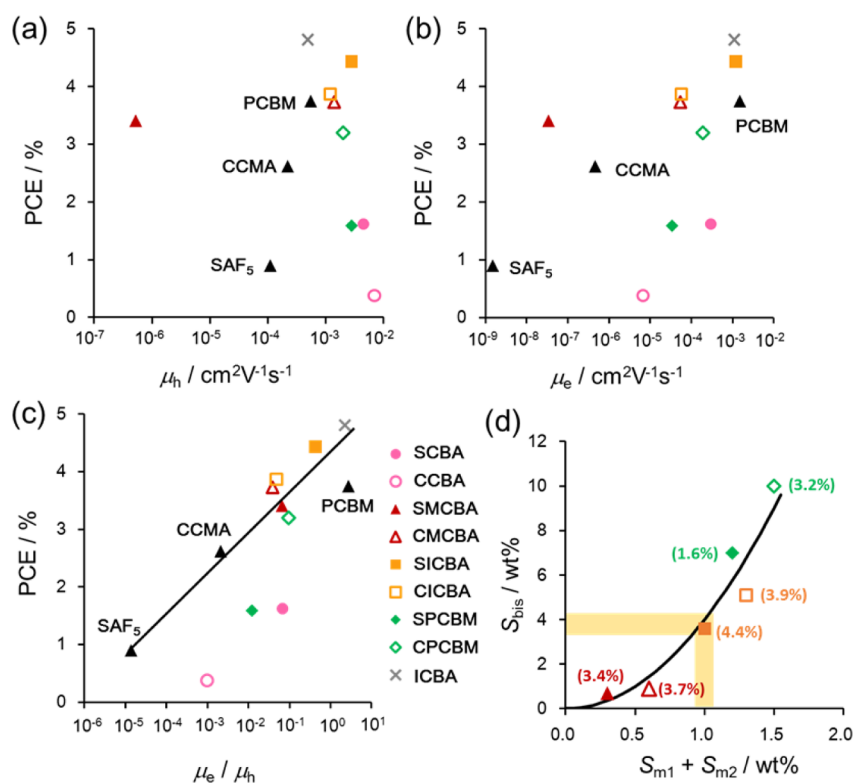 (a)
PCE / %
5
4
3
2
1
0
PCBM
CCMA
SAF₅
10⁻⁷ 10⁻⁶ 10⁻⁵ 10⁻⁴ 10⁻³ 10⁻²
μₕ / cm²V⁻¹s⁻¹
(b)
PCE / %
5
4
3
2
1
0
PCBM
CCMA
SAF₅
10⁻⁹ 10⁻⁸ 10⁻⁷ 10⁻⁶ 10⁻⁵ 10⁻⁴ 10⁻³ 10⁻²
μₑ / cm²V⁻¹s⁻¹
(c)
PCE / %
5
4
3
2
1
0
PCBM
CCMA
SAF₅
10⁻⁶ 10⁻⁵ 10⁻⁴ 10⁻³ 10⁻² 10⁻¹ 10⁰ 10¹
μₑ / μₕ
SCBA
CCBA
SMCBA
CMCBA
SICBA
CICBA
SPCBM
CPCBM
ICBA
(d)
S_bis / wt%
12
10
8
6
4
2
0
(3.2%)
(1.6%)
(3.9%)
(4.4%)
(3.4%)
(3.7%)
0.0 0.5 1.0 1.5 2.0
S_m1 + S_m2 / wt%